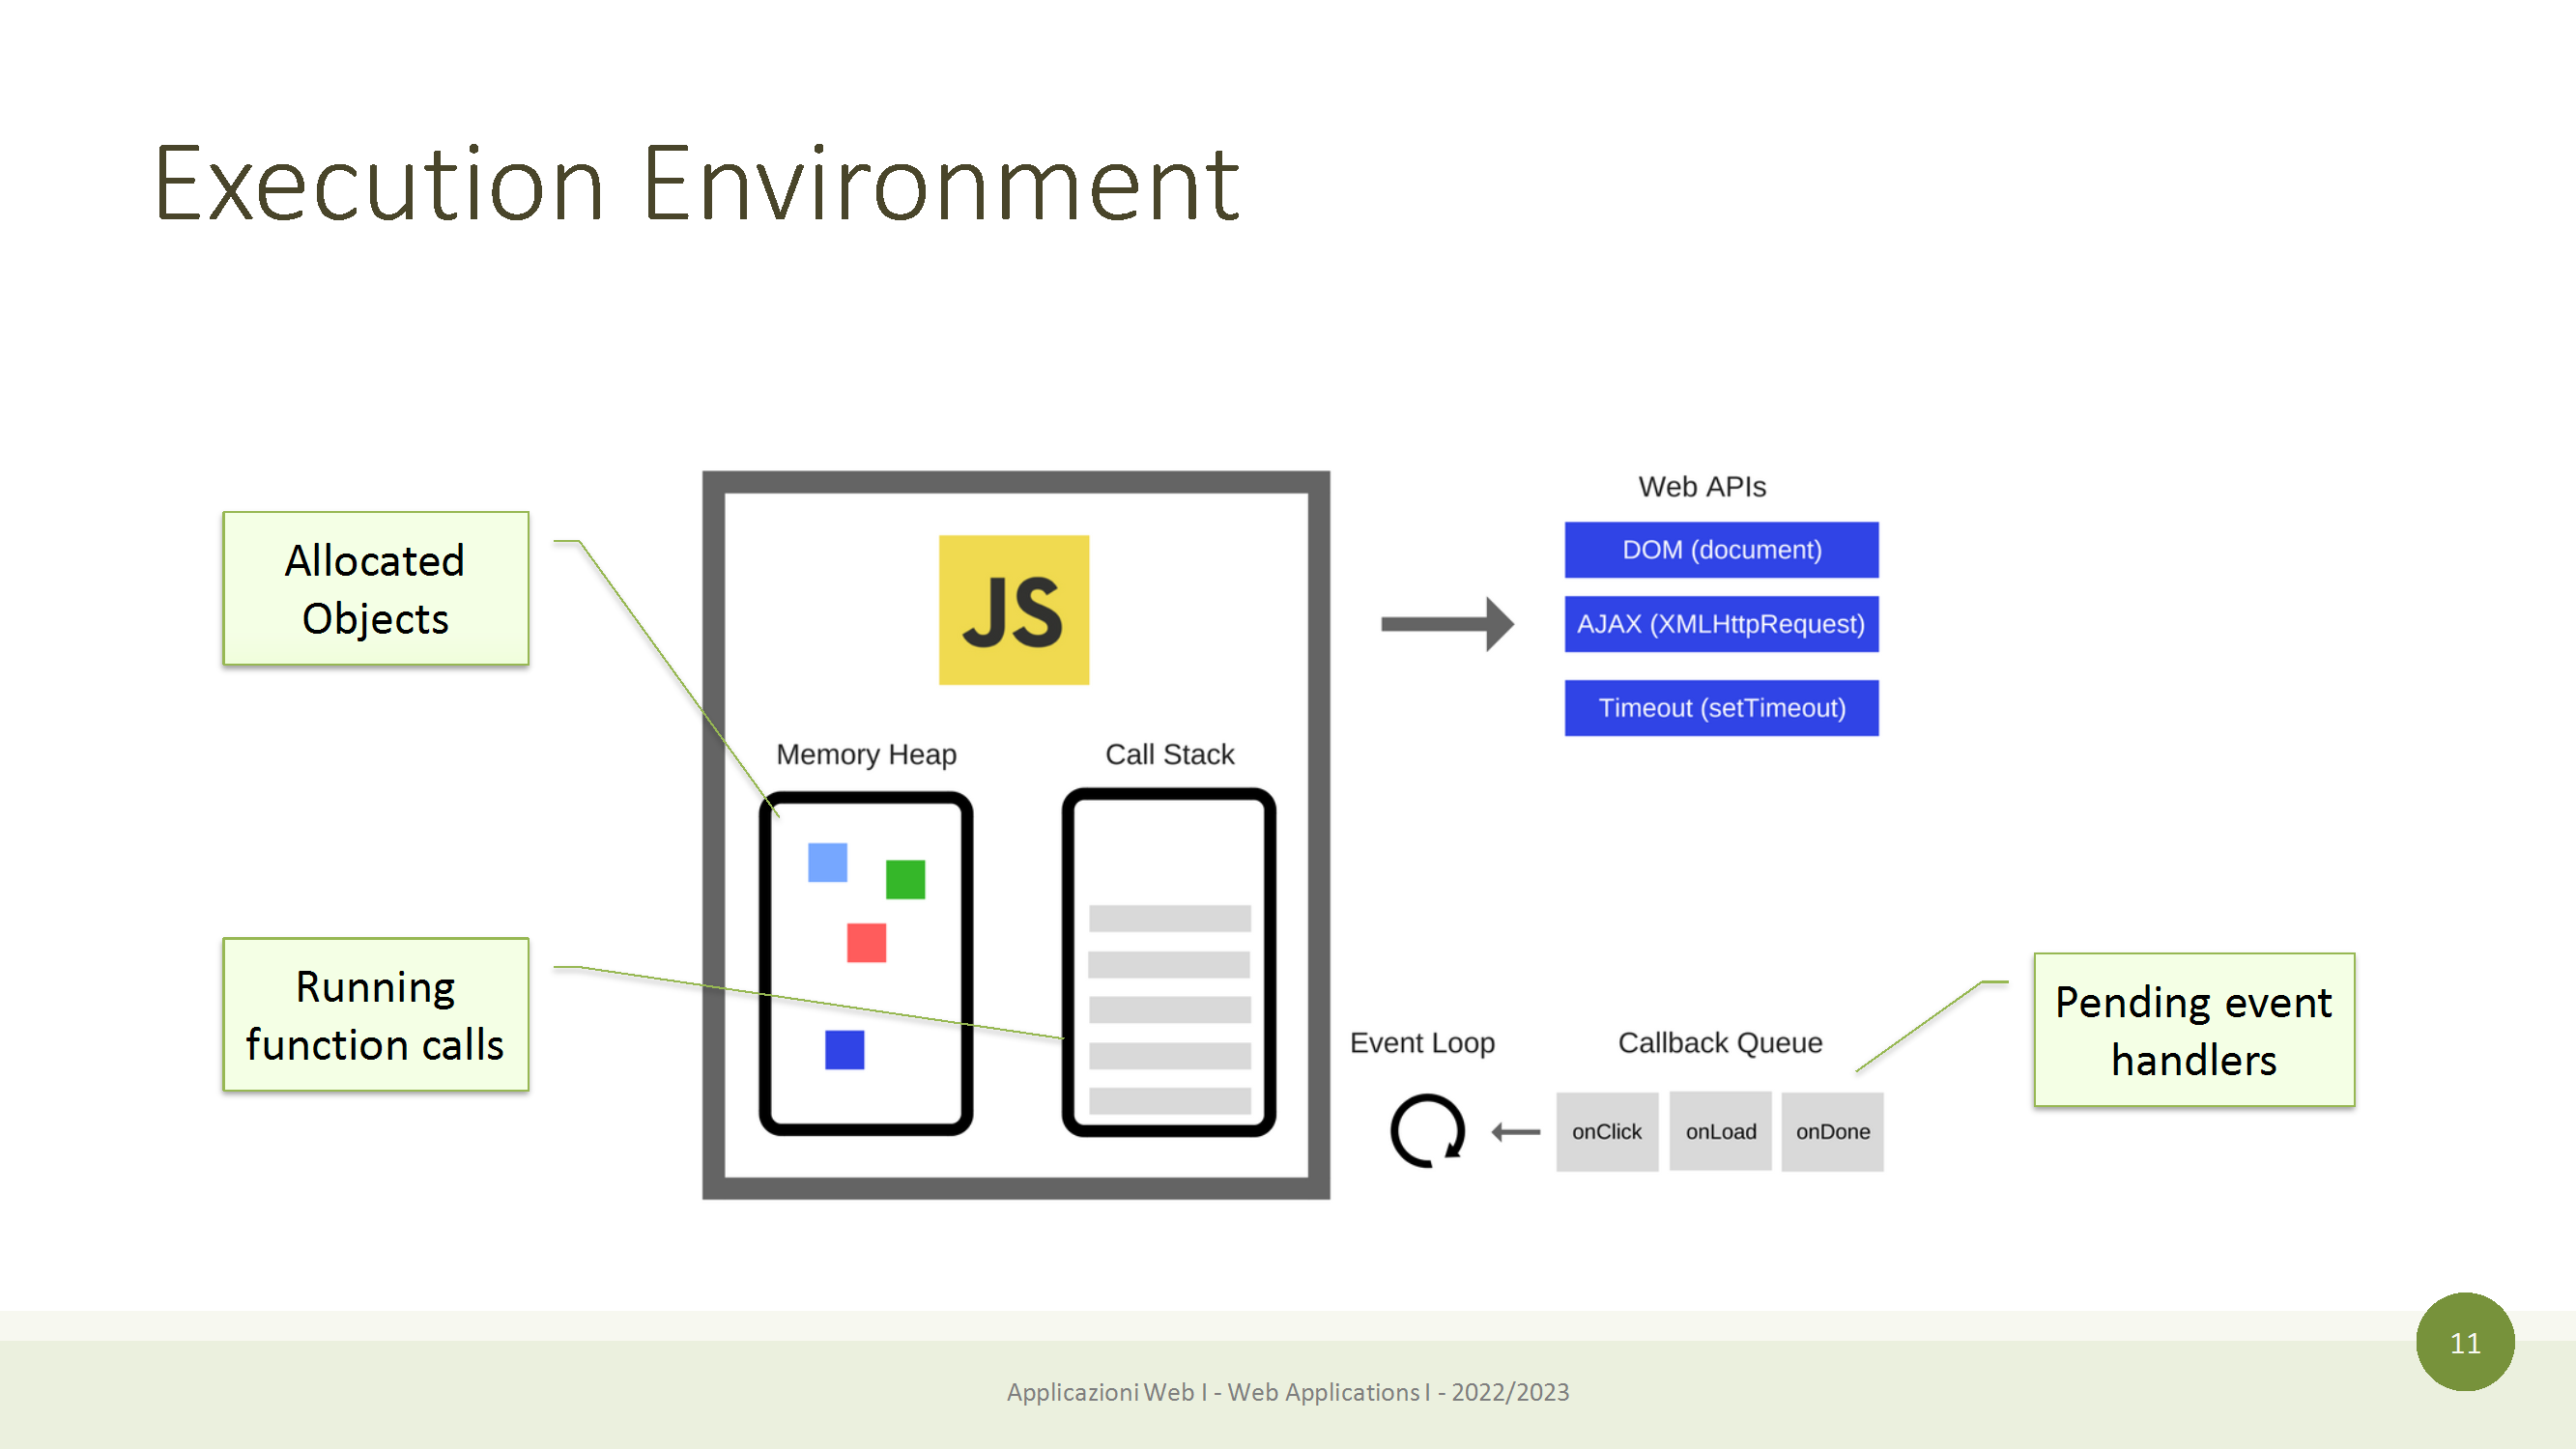 Execution Environment
Allocated
Objects
JS
Memory Heap
Call Stack
Running
function calls
Web APIs
DOM (document)
AJAX (XMLHttpRequest)
Timeout (setTimeout)
Event Loop
Callback Queue
onClick
onLoad
onDone
Pending event
handlers
Applicazioni Web I - Web Applications I - 2022/2023
11